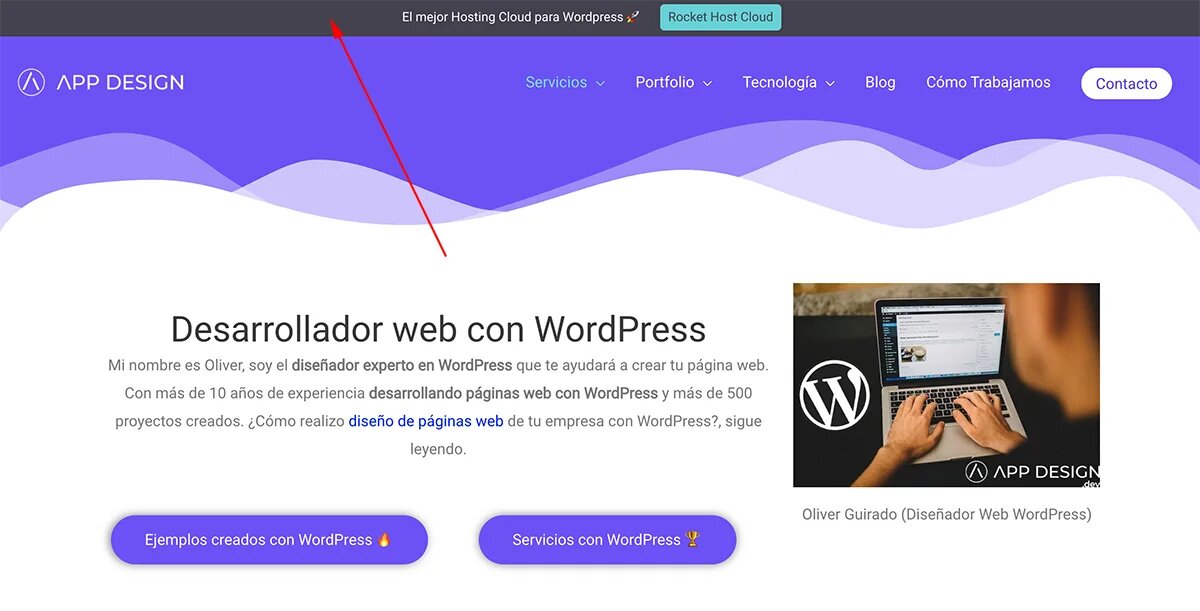 El mejor Hosting Cloud para Wordpress 🚀 Rocket Host Cloud
APP DESIGN Servicios Portfolio Tecnología Blog Cómo Trabajamos Contacto
Desarrollador web con WordPress
Mi nombre es Oliver, soy el diseñador experto en WordPress que te ayudará a crear tu página web.
Con más de 10 años de experiencia desarrollando páginas web con WordPress y más de 500
proyectos creados. ¿Cómo realizo diseño de páginas web de tu empresa con WordPress?, sigue
leyendo.
Ejemplos creados con WordPress 🔥
Servicios con WordPress 🏆
APP DESIGN
.dev
Oliver Guirado (Diseñador Web WordPress)